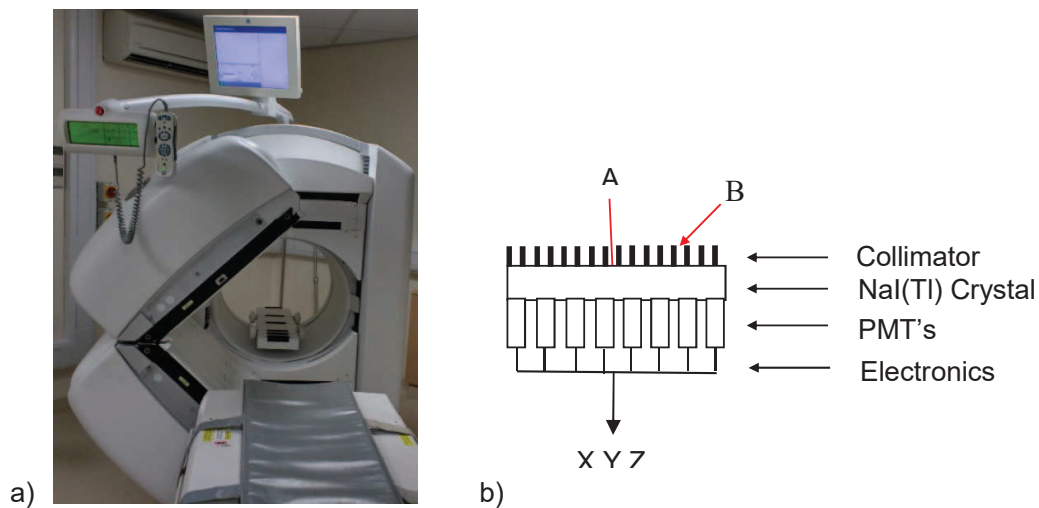 A
B
Collimator
NaI(Tl) Crystal
PMT's
Electronics
X Y Z
a)
b)